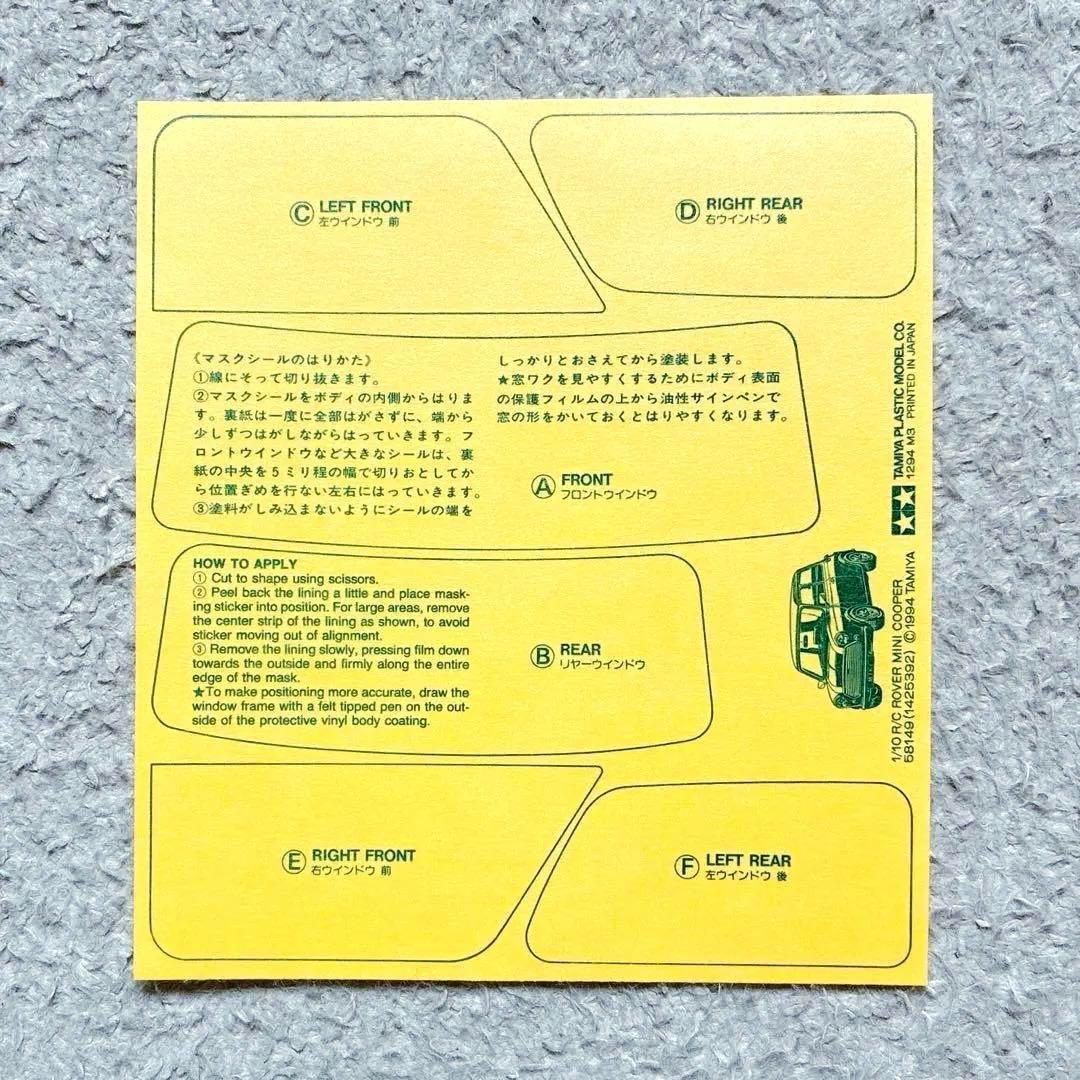 Ⓒ LEFT FRONT
左ウインドウ 前
Ⓓ RIGHT REAR
右ウインドウ 後
《マスクシールのはりかた》
①線にそって切り抜きます。
②マスクシールをボディの内側からはりま
す。裏紙は一度に全部はがさずに、端から
少しずつはがしながらはっていきます。フ
ロントウインドウなど大きなシールは、裏
紙の中央を5ミリ程の幅で切りおとしてか
ら位置ぎめを行ない左右にはっていきます。
③塗料がしみ込まないようにシールの端を
しっかりとおさえてから塗装します。
★窓ワクを見やすくするためにボディ表面
の保護フィルムの上から油性サインペンで
窓の形をかいておくとはりやすくなります。
Ⓐ FRONT
フロントウインドウ
HOW TO APPLY
① Cut to shape using scissors.
② Peel back the lining a little and place mask-
ing sticker into position. For large areas, remove
the center strip of the lining as shown, to avoid
sticker moving out of alignment.
③ Remove the lining slowly, pressing film down
towards the outside and firmly along the entire
edge of the mask.
★To make positioning more accurate, draw the
window frame with a felt tipped pen on the out-
side of the protective vinyl body coating.
Ⓑ REAR
リヤーウインドウ
Ⓔ RIGHT FRONT
右ウインドウ 前
Ⓕ LEFT REAR
左ウインドウ 後
1/10 R/C ROVER MINI COOPER
58149 (1425392) ©1994 TAMIYA
TAMIYA PLASTIC MODEL CO.
1294 M3 PRINTED IN JAPAN